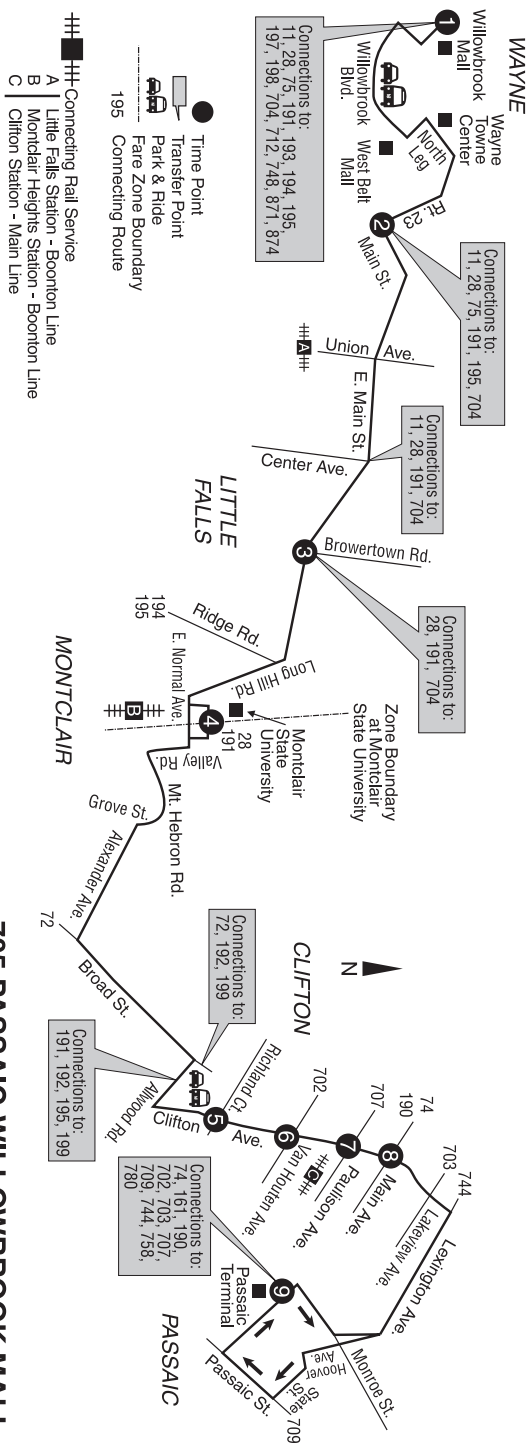 WAYNE
Willowbrook
Mall
Wayne
Towne
Center
North
Leg
Rt. 23
Willowbrook
Blvd.
West Belt
Mall
Connections to:
11, 28, 75, 191, 193, 194, 195,
197, 198, 704, 712, 748, 871, 874
1
2
Connections to:
11, 28, 75, 191, 195, 704
Main St.
Union Ave.
A
E. Main St.
Center Ave.
Connections to:
11, 28, 191, 704
LITTLE
FALLS
3
Browertown Rd.
Connections to:
28, 191, 704
Ridge Rd.
194
195
Long Hill Rd.
E. Normal Ave.
Zone Boundary
at Montclair
State University
Montclair
State
University
28
191
4
B
Valley Rd.
MONTCLAIR
Mt. Hebron Rd.
Grove St.
Alexander Ave.
72
Broad St.
N
CLIFTON
Connections to:
72, 192, 199
Connections to:
191, 192, 195, 199
Allwood Rd.
Clifton Ave.
Richland Ct.
5
702
6
Van Houten Ave.
C
707
7
Paulison Ave.
74
190
8
Main Ave.
703
744
Lakeview Ave.
Lexington Ave.
Connections to:
74, 161, 190
702, 703, 707,
709, 744, 758,
780
9
Passaic
Terminal
Monroe St.
Hoover
Ave.
State
St.
Passaic St.
709
PASSAIC
Time Point
Transfer Point
Park & Ride
Fare Zone Boundary
195 Connecting Route
Connecting Rail Service
A Little Falls Station - Boonton Line
B Montclair Heights Station - Boonton Line
C Clifton Station - Main Line
705 PASSAIC-WILLOWBROOK MALL